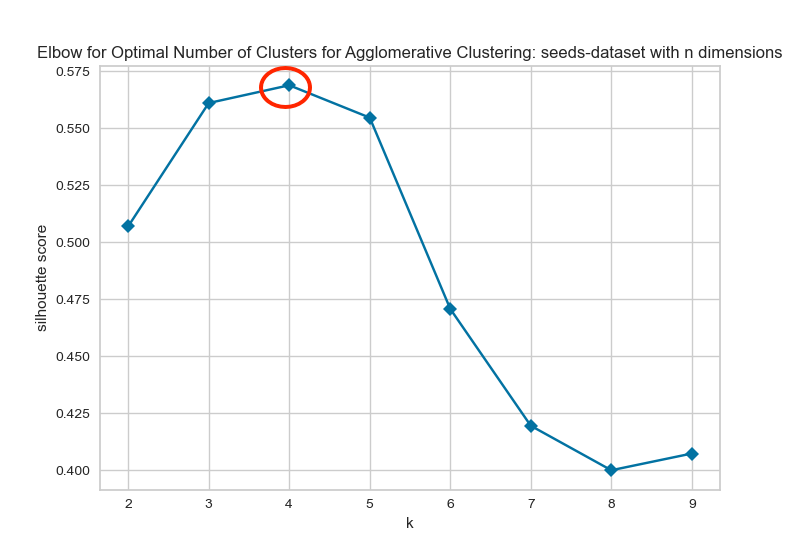 Elbow for Optimal Number of Clusters for Agglomerative Clustering: seeds-dataset with n dimensions
0.575
0.550
0.525
0.500
0.475
0.450
0.425
0.400
silhouette score
2 3 4 5 6 7 8 9
k